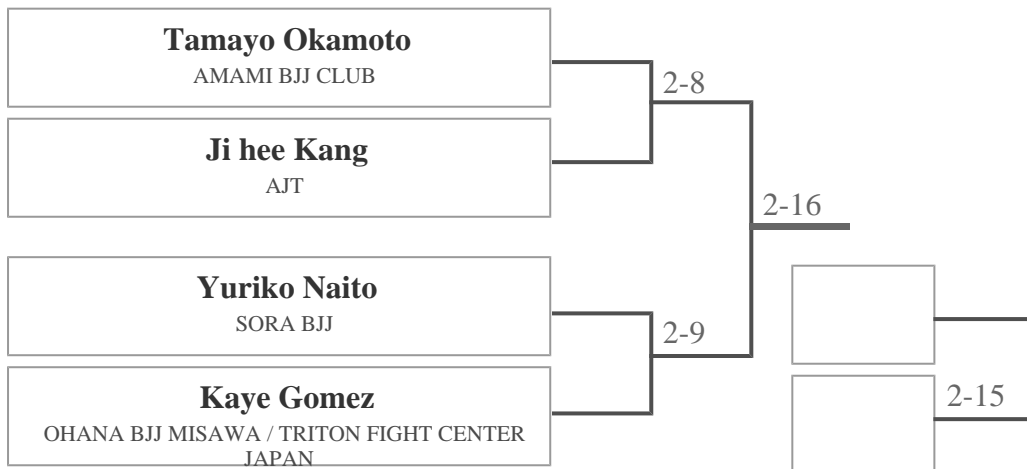 Tamayo Okamoto
AMAMI BJJ CLUB
2-8
Ji hee Kang
AJT
2-16
Yuriko Naito
SORA BJJ
2-9
Kaye Gomez
OHANA BJJ MISAWA / TRITON FIGHT CENTER
JAPAN
2-15